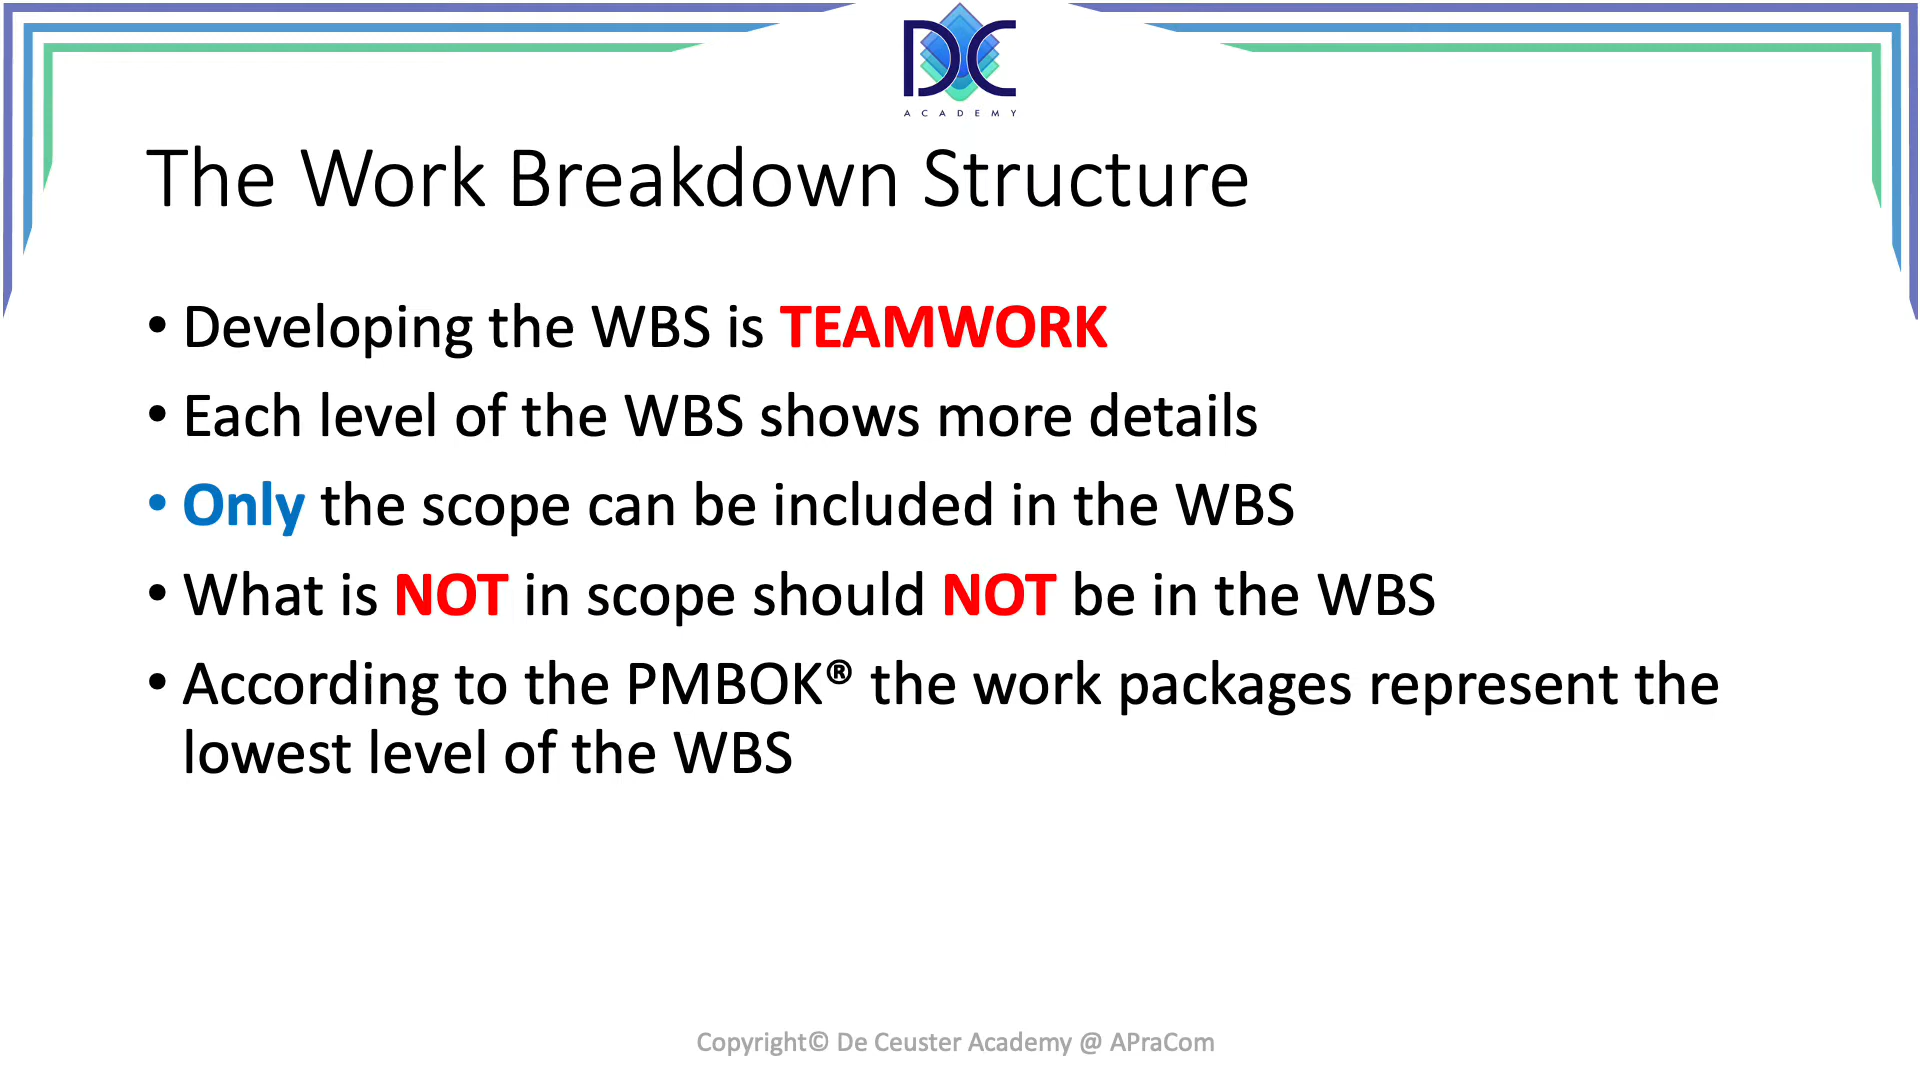 DC
ACADEMY
The Work Breakdown Structure
• Developing the WBS is TEAMWORK
• Each level of the WBS shows more details
• Only the scope can be included in the WBS
• What is NOT in scope should NOT be in the WBS
• According to the PMBOK® the work packages represent the
lowest level of the WBS
Copyright© De Ceuster Academy @ APraCom